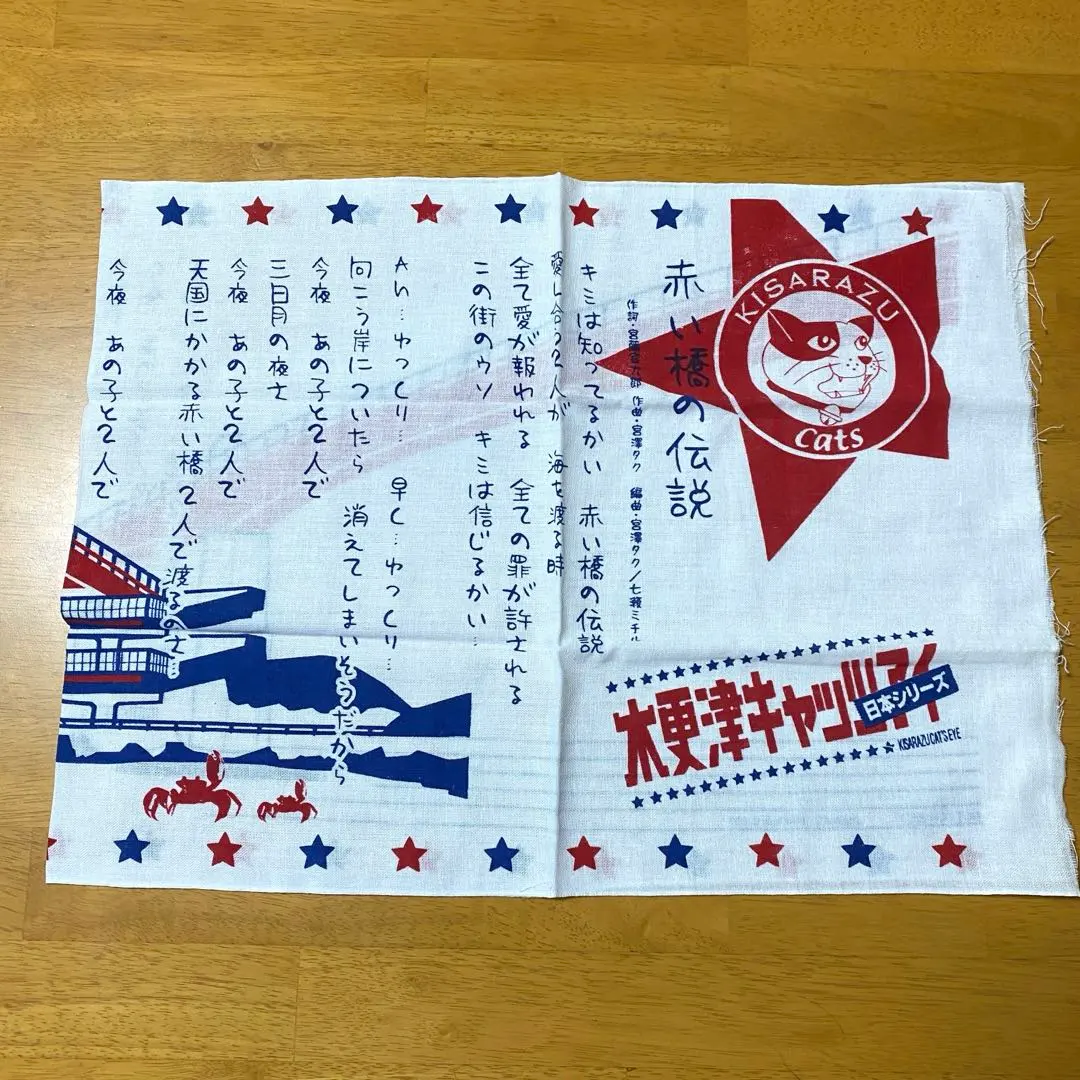 KISARAZU
Cats
木更津キャッツアイ
日本シリーズ
KISARAZU CAT'S EYE
赤い橋の伝説
作詞・宮藤官九郎 作曲・宮澤タク 編曲・宮澤タク/七瀬ミチル
キミは知ってるかい 赤い橋の伝説
愛し合う2人が 海を渡る時
全て愛が報われる 全ての罪が許される
この街のウソ キミは信じるかい…
Ah…ゆっくり… 早く…ゆっくり…
向こう岸についたら 消えてしまいそうだから
今夜 あの子と2人で
三日月の夜さ
今夜 あの子と2人で
天国にかかる赤い橋 2人で渡るのさ…
今夜 あの子と2人で